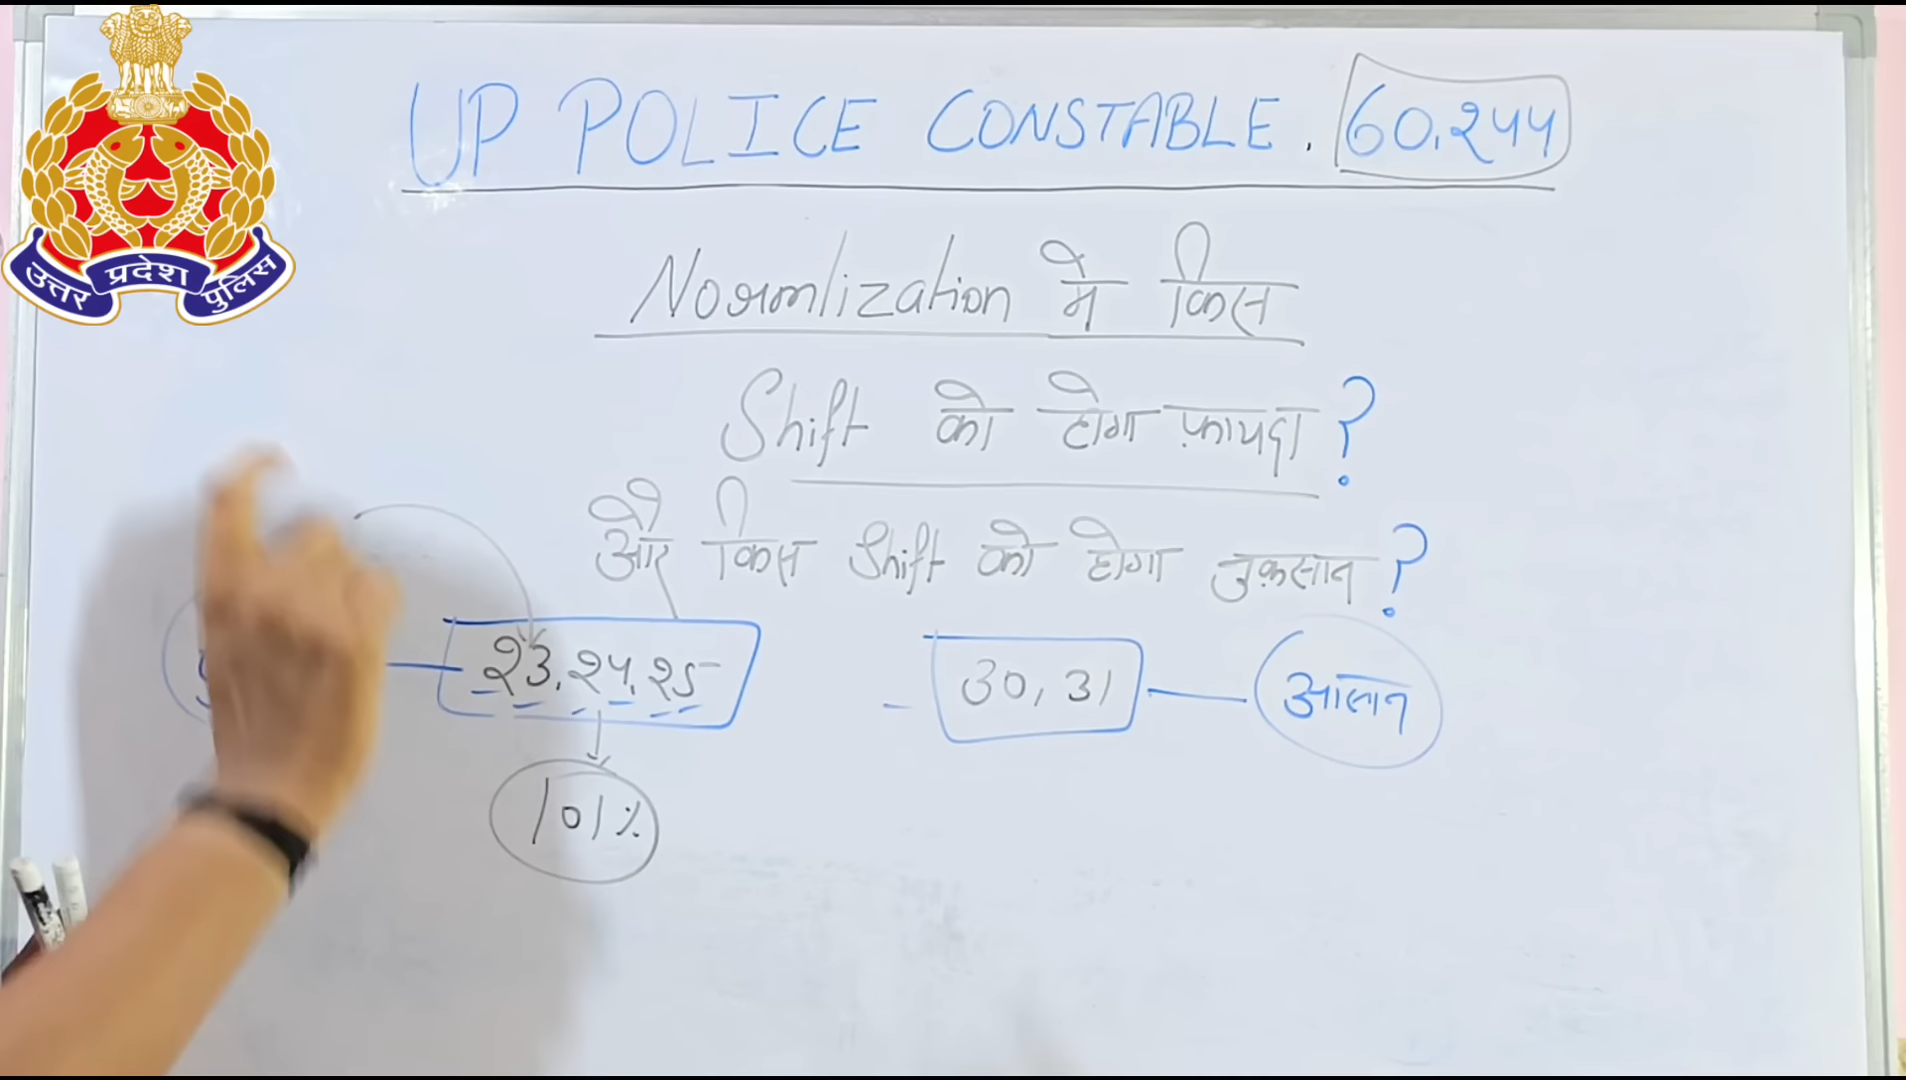 उत्तर प्रदेश पुलिस
UP POLICE CONSTABLE. 60,244
Normlization मे किस
Shift को होगा फ़ायदा ?
और किस Shift को होगा नुक़सान ?
23, 24, 25
30, 31 आसान
101%